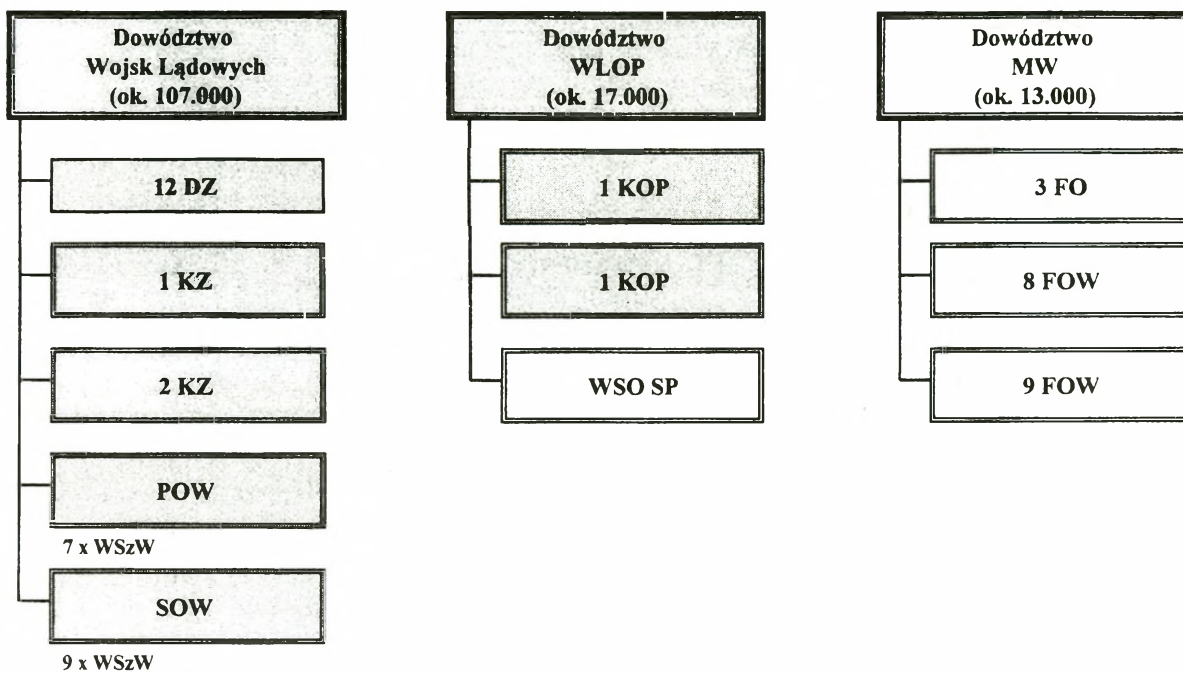 Dowództwo
Wojsk Lądowych
(ok. 107.000)
12 DZ
1 KZ
2 KZ
POW
7 x WSzW
SOW
9 x WSzW
Dowództwo
WLOP
(ok. 17.000)
1 KOP
1 KOP
WSO SP
Dowództwo
MW
(ok. 13.000)
3 FO
8 FOW
9 FOW